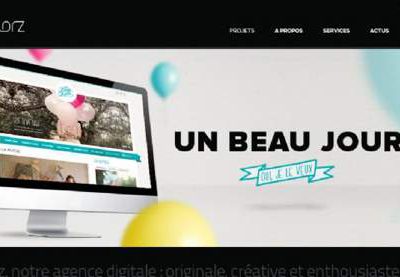 PROJETS A PROPOS SERVICES ACTUS
UN BEAU JOUR
OUI, JE LE VEUX
z, notre agence digitale : originale, créative et enthousiaste